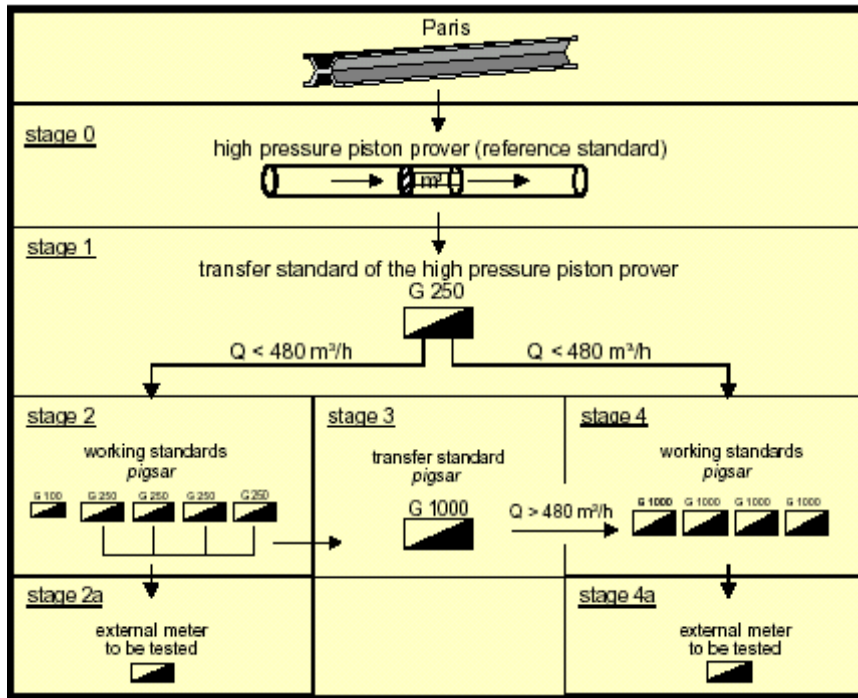 Paris
stage 0
high pressure piston prover (reference standard)
m³
stage 1
transfer standard of the high pressure piston prover
G 250
Q < 480 m³/h
Q < 480 m³/h
stage 2
working standards
pigsar
G 100 G 250 G 250 G 250 G 250
stage 3
transfer standard
pigsar
G 1000
Q > 480 m³/h
stage 4
working standards
pigsar
G 1000 G 1000 G 1000 G 1000
stage 2a
external meter
to be tested
stage 4a
external meter
to be tested